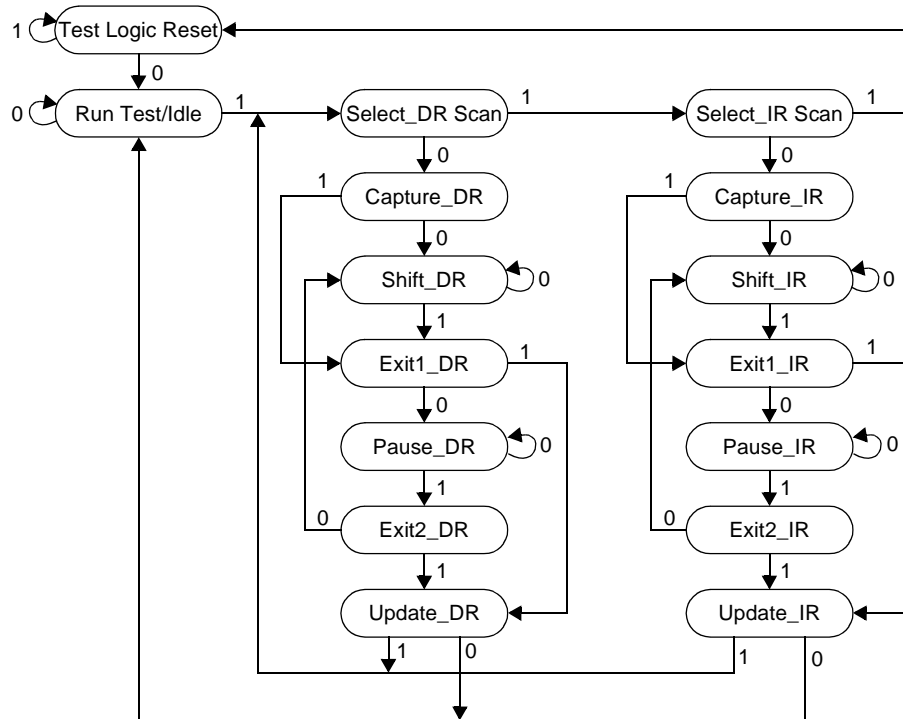 1 Test Logic Reset
0
0 Run Test/Idle 1
Select_DR Scan 1
Select_IR Scan 1
0
0
1 Capture_DR
1 Capture_IR
0
0
Shift_DR 0
Shift_IR 0
1
1
Exit1_DR 1
Exit1_IR 1
0
0
Pause_DR 0
Pause_IR 0
1
1
0 Exit2_DR
0 Exit2_IR
1
1
Update_DR
Update_IR
1 0
1 0